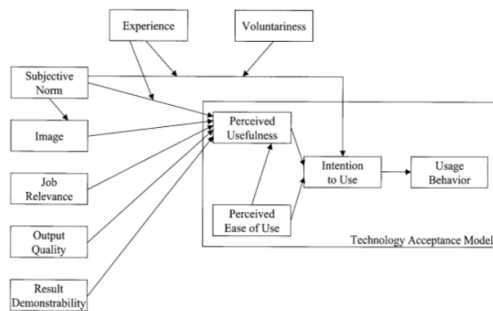 Experience
Voluntariness
Subjective
Norm
Image
Job
Relevance
Output
Quality
Result
Demonstrability
Perceived
Usefulness
Perceived
Ease of Use
Intention
to Use
Usage
Behavior
Technology Acceptance Model